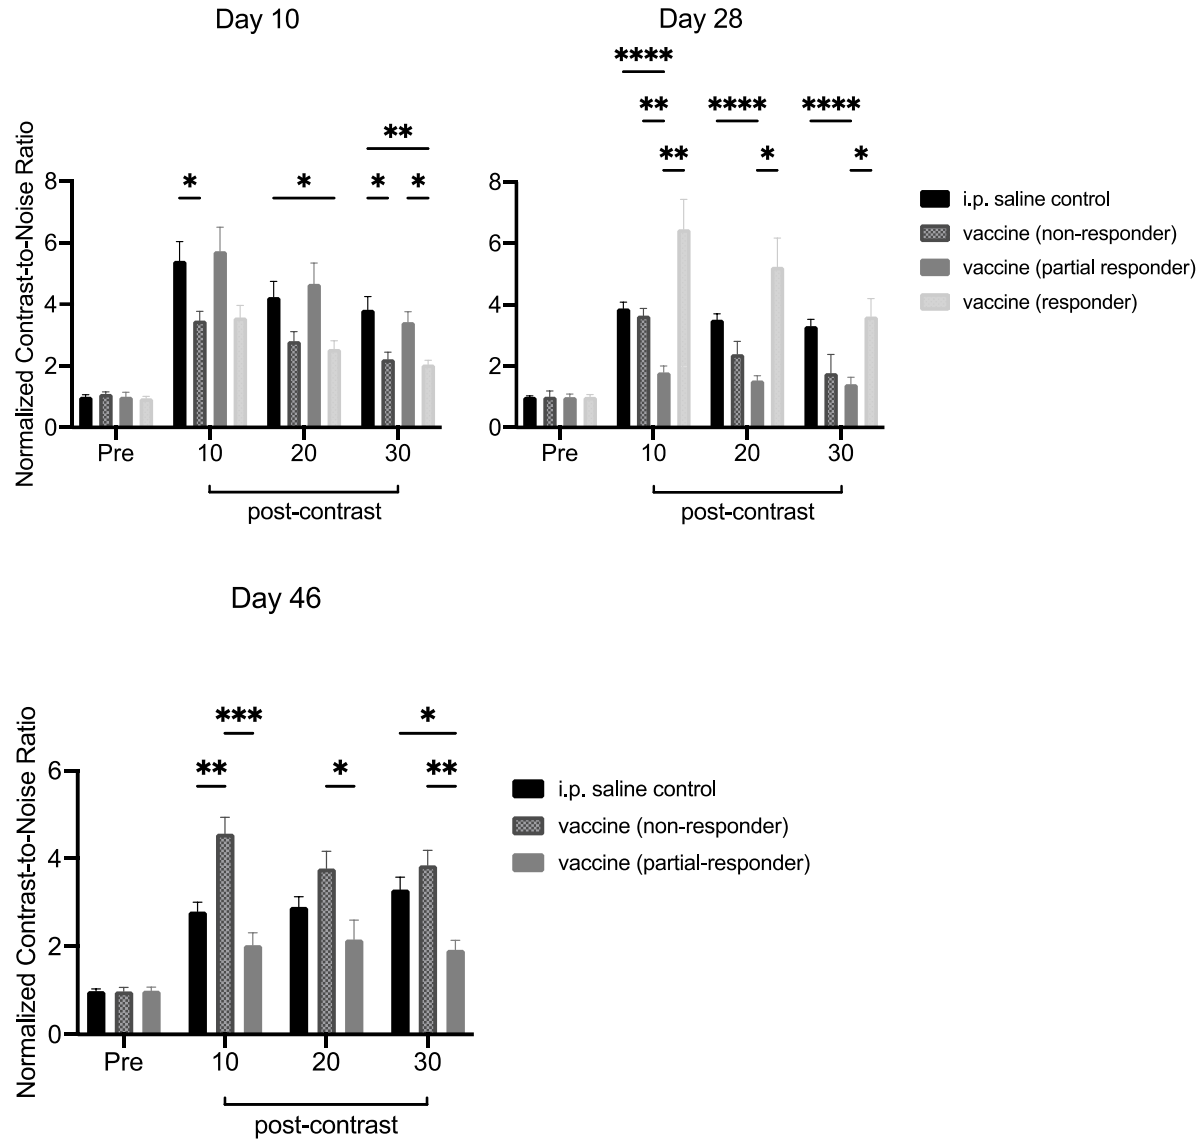 Day 10
Normalized Contrast-to-Noise Ratio
**
* * * *
8
6
4
2
0
Pre 10 20 30
post-contrast
Day 28
****
** **** ****
** * *
8
6
4
2
0
Pre 10 20 30
post-contrast
i.p. saline control
vaccine (non-responder)
vaccine (partial responder)
vaccine (responder)
Day 46
Normalized Contrast-to-Noise Ratio
*** *
** * **
6
4
2
0
Pre 10 20 30
post-contrast
i.p. saline control
vaccine (non-responder)
vaccine (partial-responder)